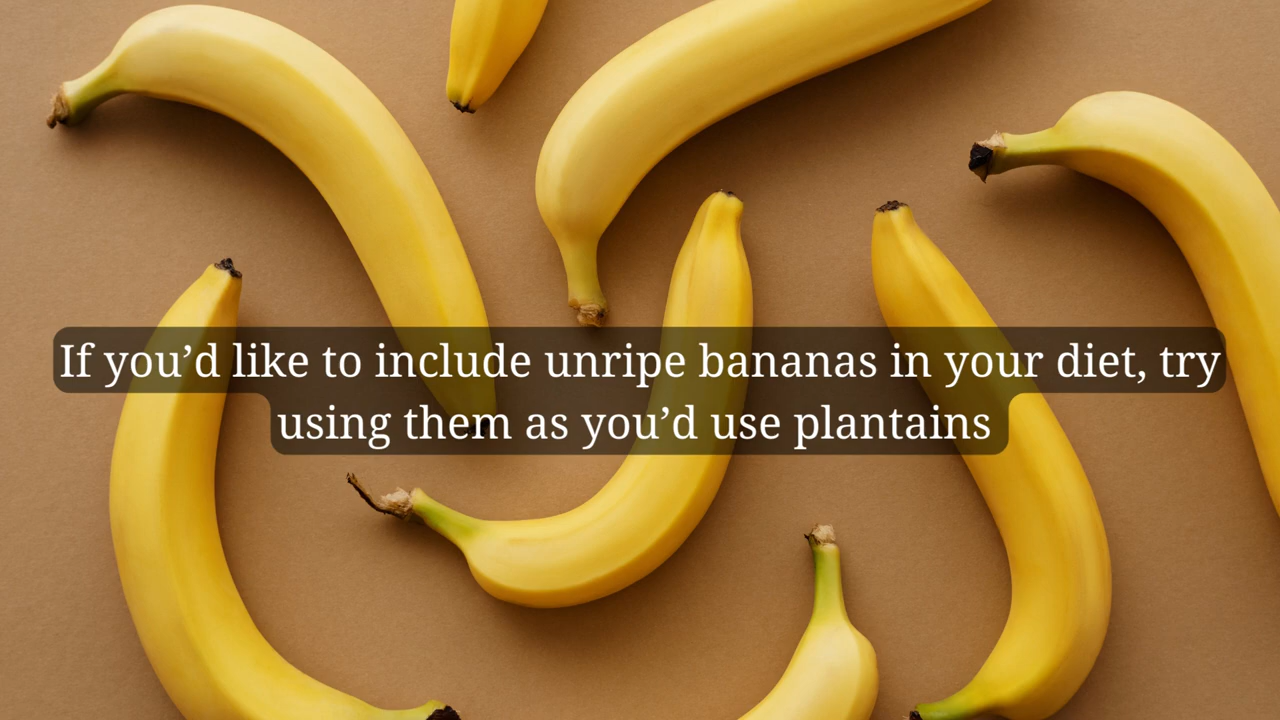 If you’d like to include unripe bananas in your diet, try
using them as you’d use plantains